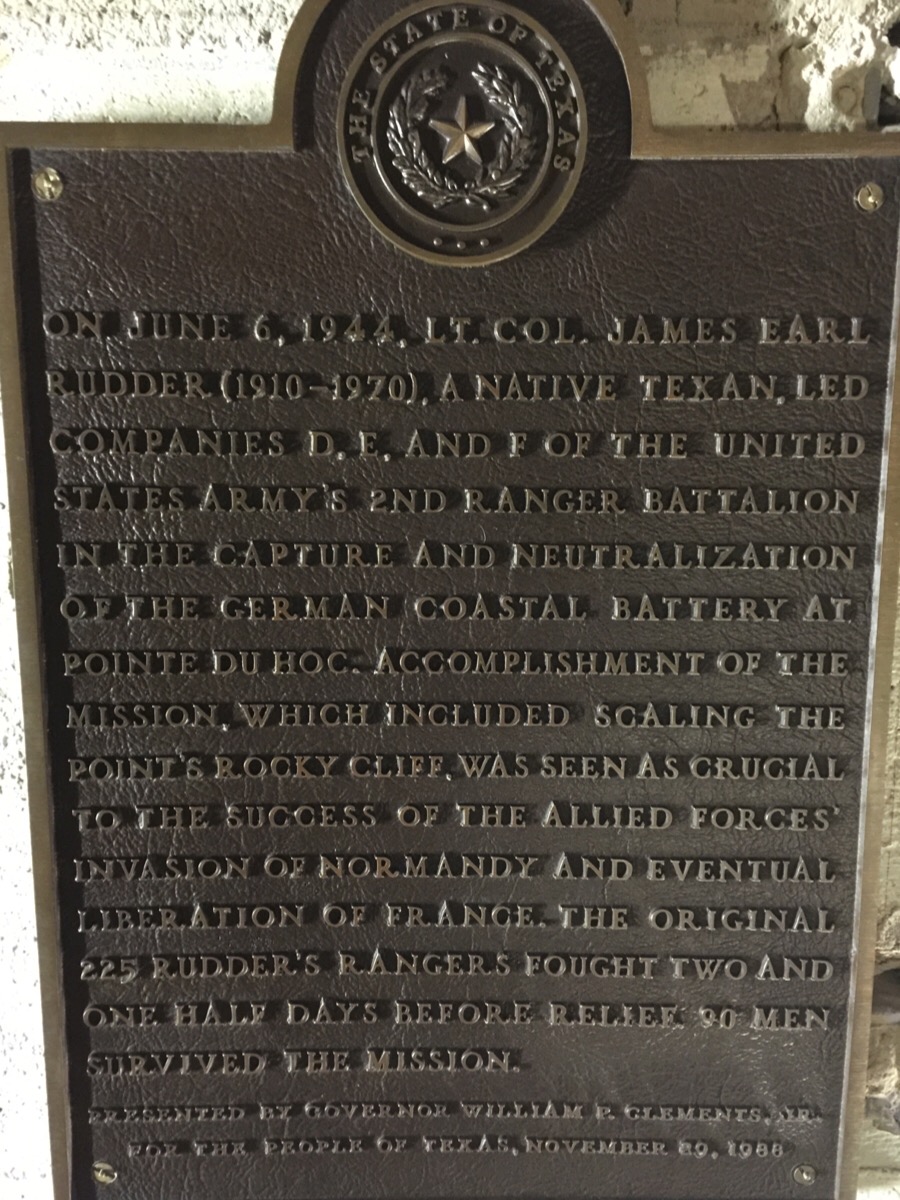 THE STATE OF TEXAS
ON JUNE 6, 1944, LT. COL. JAMES EARL
RUDDER (1910-1970), A NATIVE TEXAN, LED
COMPANIES D, E, AND F OF THE UNITED
STATES ARMY'S 2ND RANGER BATTALION
IN THE CAPTURE AND NEUTRALIZATION
OF THE GERMAN COASTAL BATTERY AT
POINTE DU HOC. ACCOMPLISHMENT OF THE
MISSION, WHICH INCLUDED SCALING THE
POINT'S ROCKY CLIFF, WAS SEEN AS CRUCIAL
TO THE SUCCESS OF THE ALLIED FORCES'
INVASION OF NORMANDY AND EVENTUAL
LIBERATION OF FRANCE. THE ORIGINAL
225 RUDDER'S RANGERS FOUGHT TWO AND
ONE HALF DAYS BEFORE RELIEF. 90 MEN
SURVIVED THE MISSION.
PRESENTED BY GOVERNOR WILLIAM P. CLEMENTS, JR.
FOR THE PEOPLE OF TEXAS, NOVEMBER 1988